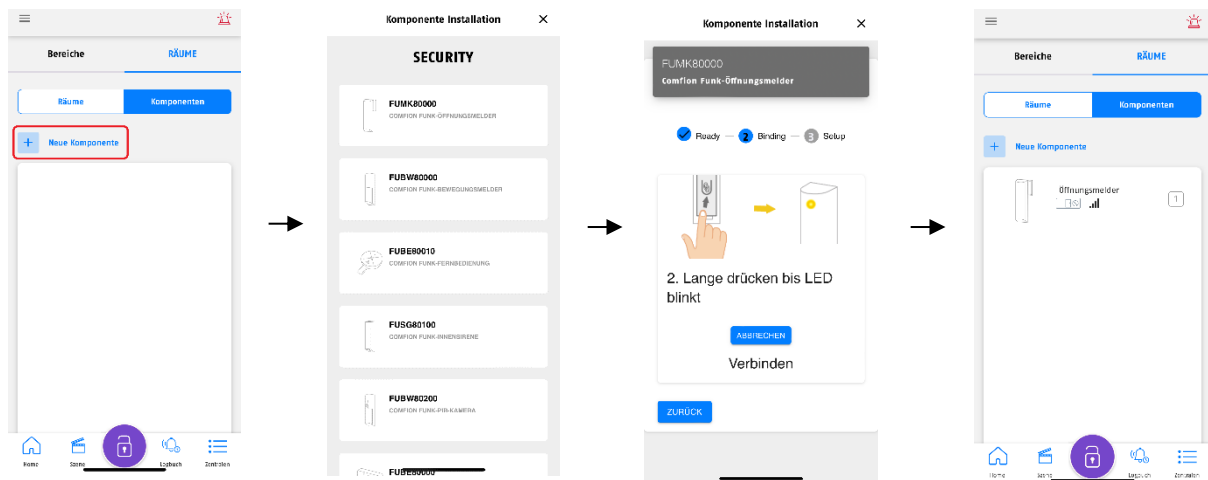 Bereiche
RÄUME
Räume
Komponenten
+ Neue Komponente
Home
Szene
Logbuch
Zentralen
Komponente Installation
SECURITY
FUMK80000
COMFION FUNK-ÖFFNUNGSMELDER
FUBW80000
COMFION FUNK-BEWEGUNGSMELDER
FUBE80010
COMFION FUNK-FERNBEDIENUNG
FUSG80100
COMFION FUNK-INNENSIRENE
FUBW80200
COMFION FUNK-PIR-KAMERA
FUBE80000
Komponente Installation
FUMK80000
Comfion Funk-Öffnungsmelder
Ready
2 Binding
3 Setup
2. Lange drücken bis LED
blinkt
ABBRECHEN
Verbinden
ZURÜCK
Bereiche
RÄUME
Räume
Komponenten
+ Neue Komponente
Öffnungsmelder
1
Home
Szene
Logbuch
Zentralen